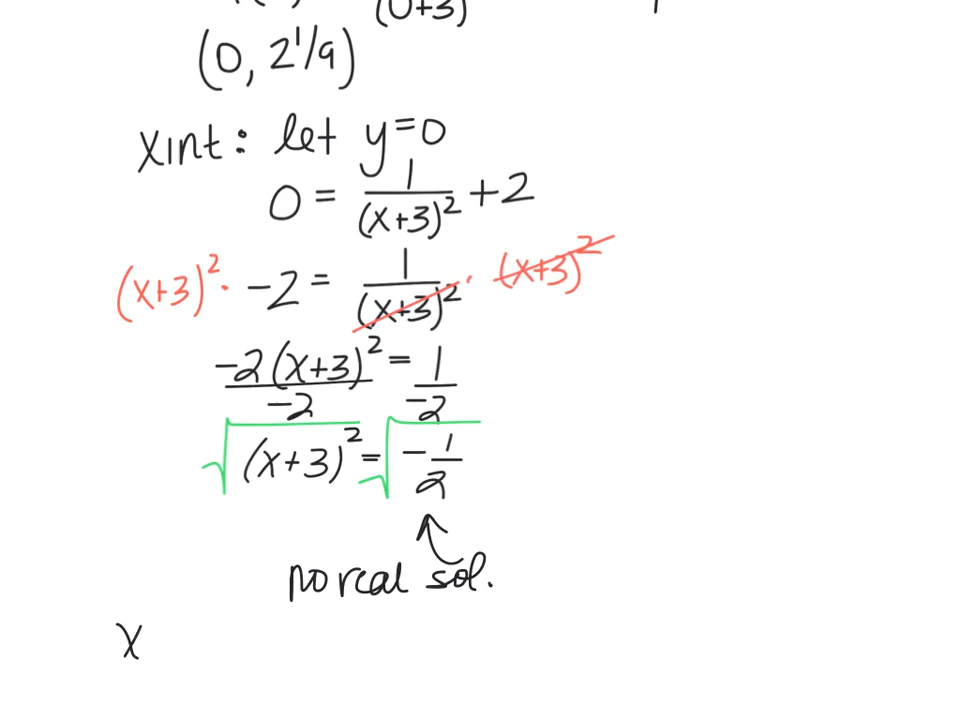 (0+3)
(0, 2 1/9)
xint: let y=0
0 = 1/(x+3)² + 2
(x+3)² · -2 = 1/(x+3)² · (x+3)²
-2(x+3)²/-2 = 1/-2
√(x+3)² = √-1/2
no real sol.
x